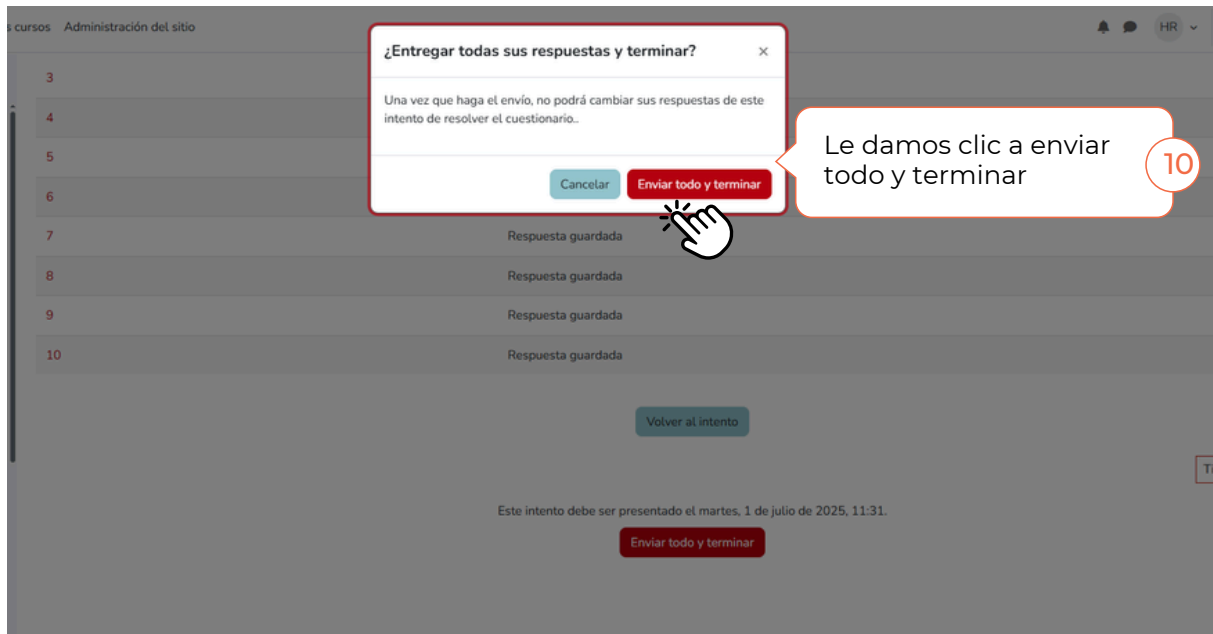 s cursos Administración del sitio
HR
¿Entregar todas sus respuestas y terminar? ×
Una vez que haga el envío, no podrá cambiar sus respuestas de este
intento de resolver el cuestionario..
Cancelar Enviar todo y terminar
Le damos clic a enviar
todo y terminar
10
3
4
5
6
7 Respuesta guardada
8 Respuesta guardada
9 Respuesta guardada
10 Respuesta guardada
Volver al intento
Este intento debe ser presentado el martes, 1 de julio de 2025, 11:31.
Enviar todo y terminar